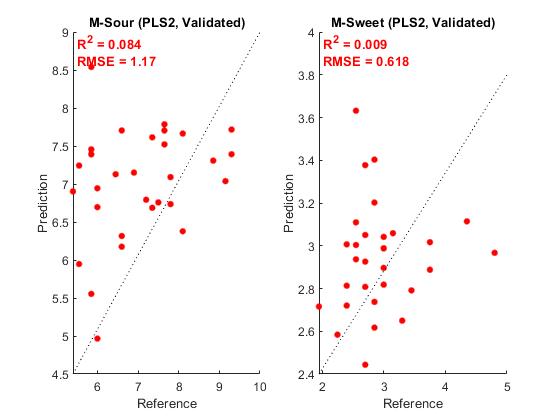 M-Sour (PLS2, Validated)
R2 = 0.084
RMSE = 1.17
9
8.5
8
7.5
7
6.5
6
5.5
5
4.5
Prediction
6 7 8 9 10
Reference
M-Sweet (PLS2, Validated)
R2 = 0.009
RMSE = 0.618
4
3.8
3.6
3.4
3.2
3
2.8
2.6
2.4
Prediction
2 3 4 5
Reference